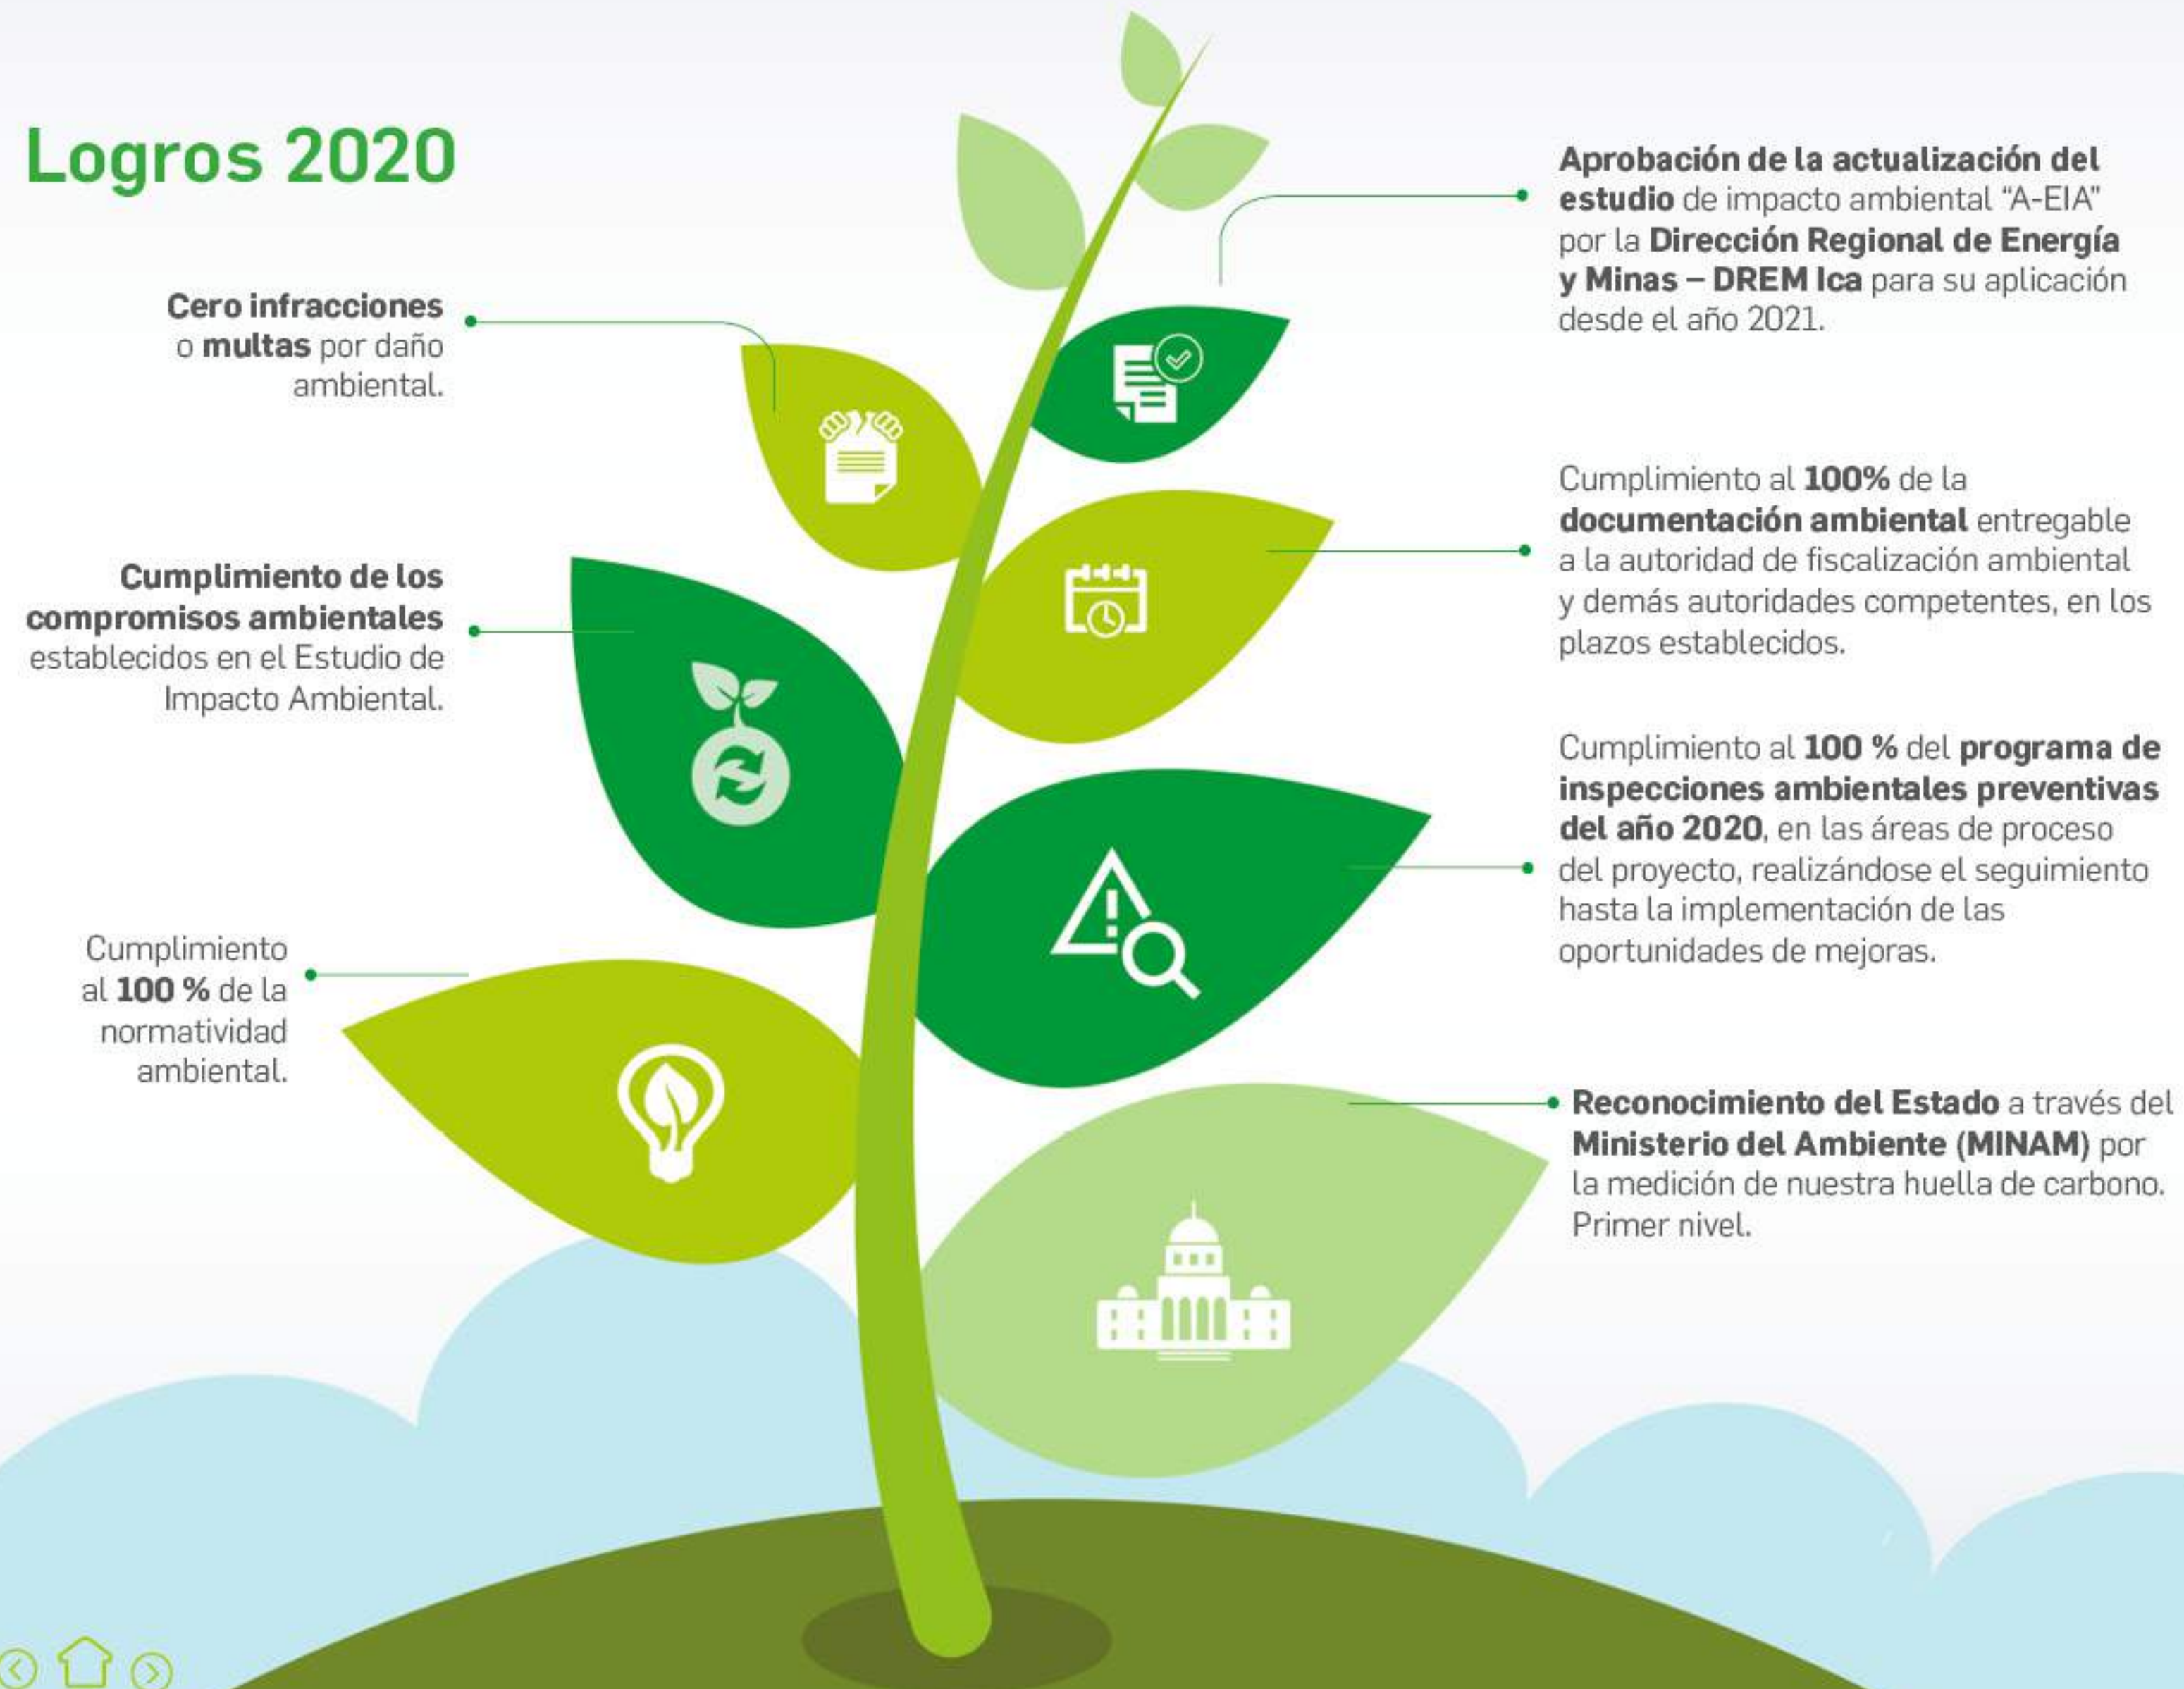 Logros 2020
Cero infracciones
o multas por daño
ambiental.
Cumplimiento de los
compromisos ambientales
establecidos en el Estudio de
Impacto Ambiental.
Cumplimiento
al 100 % de la
normatividad
ambiental.
Aprobación de la actualización del
estudio de impacto ambiental “A-EIA”
por la Dirección Regional de Energía
y Minas – DREM Ica para su aplicación
desde el año 2021.
Cumplimiento al 100% de la
documentación ambiental entregable
a la autoridad de fiscalización ambiental
y demás autoridades competentes, en los
plazos establecidos.
Cumplimiento al 100 % del programa de
inspecciones ambientales preventivas
del año 2020, en las áreas de proceso
del proyecto, realizándose el seguimiento
hasta la implementación de las
oportunidades de mejoras.
Reconocimiento del Estado a través del
Ministerio del Ambiente (MINAM) por
la medición de nuestra huella de carbono.
Primer nivel.